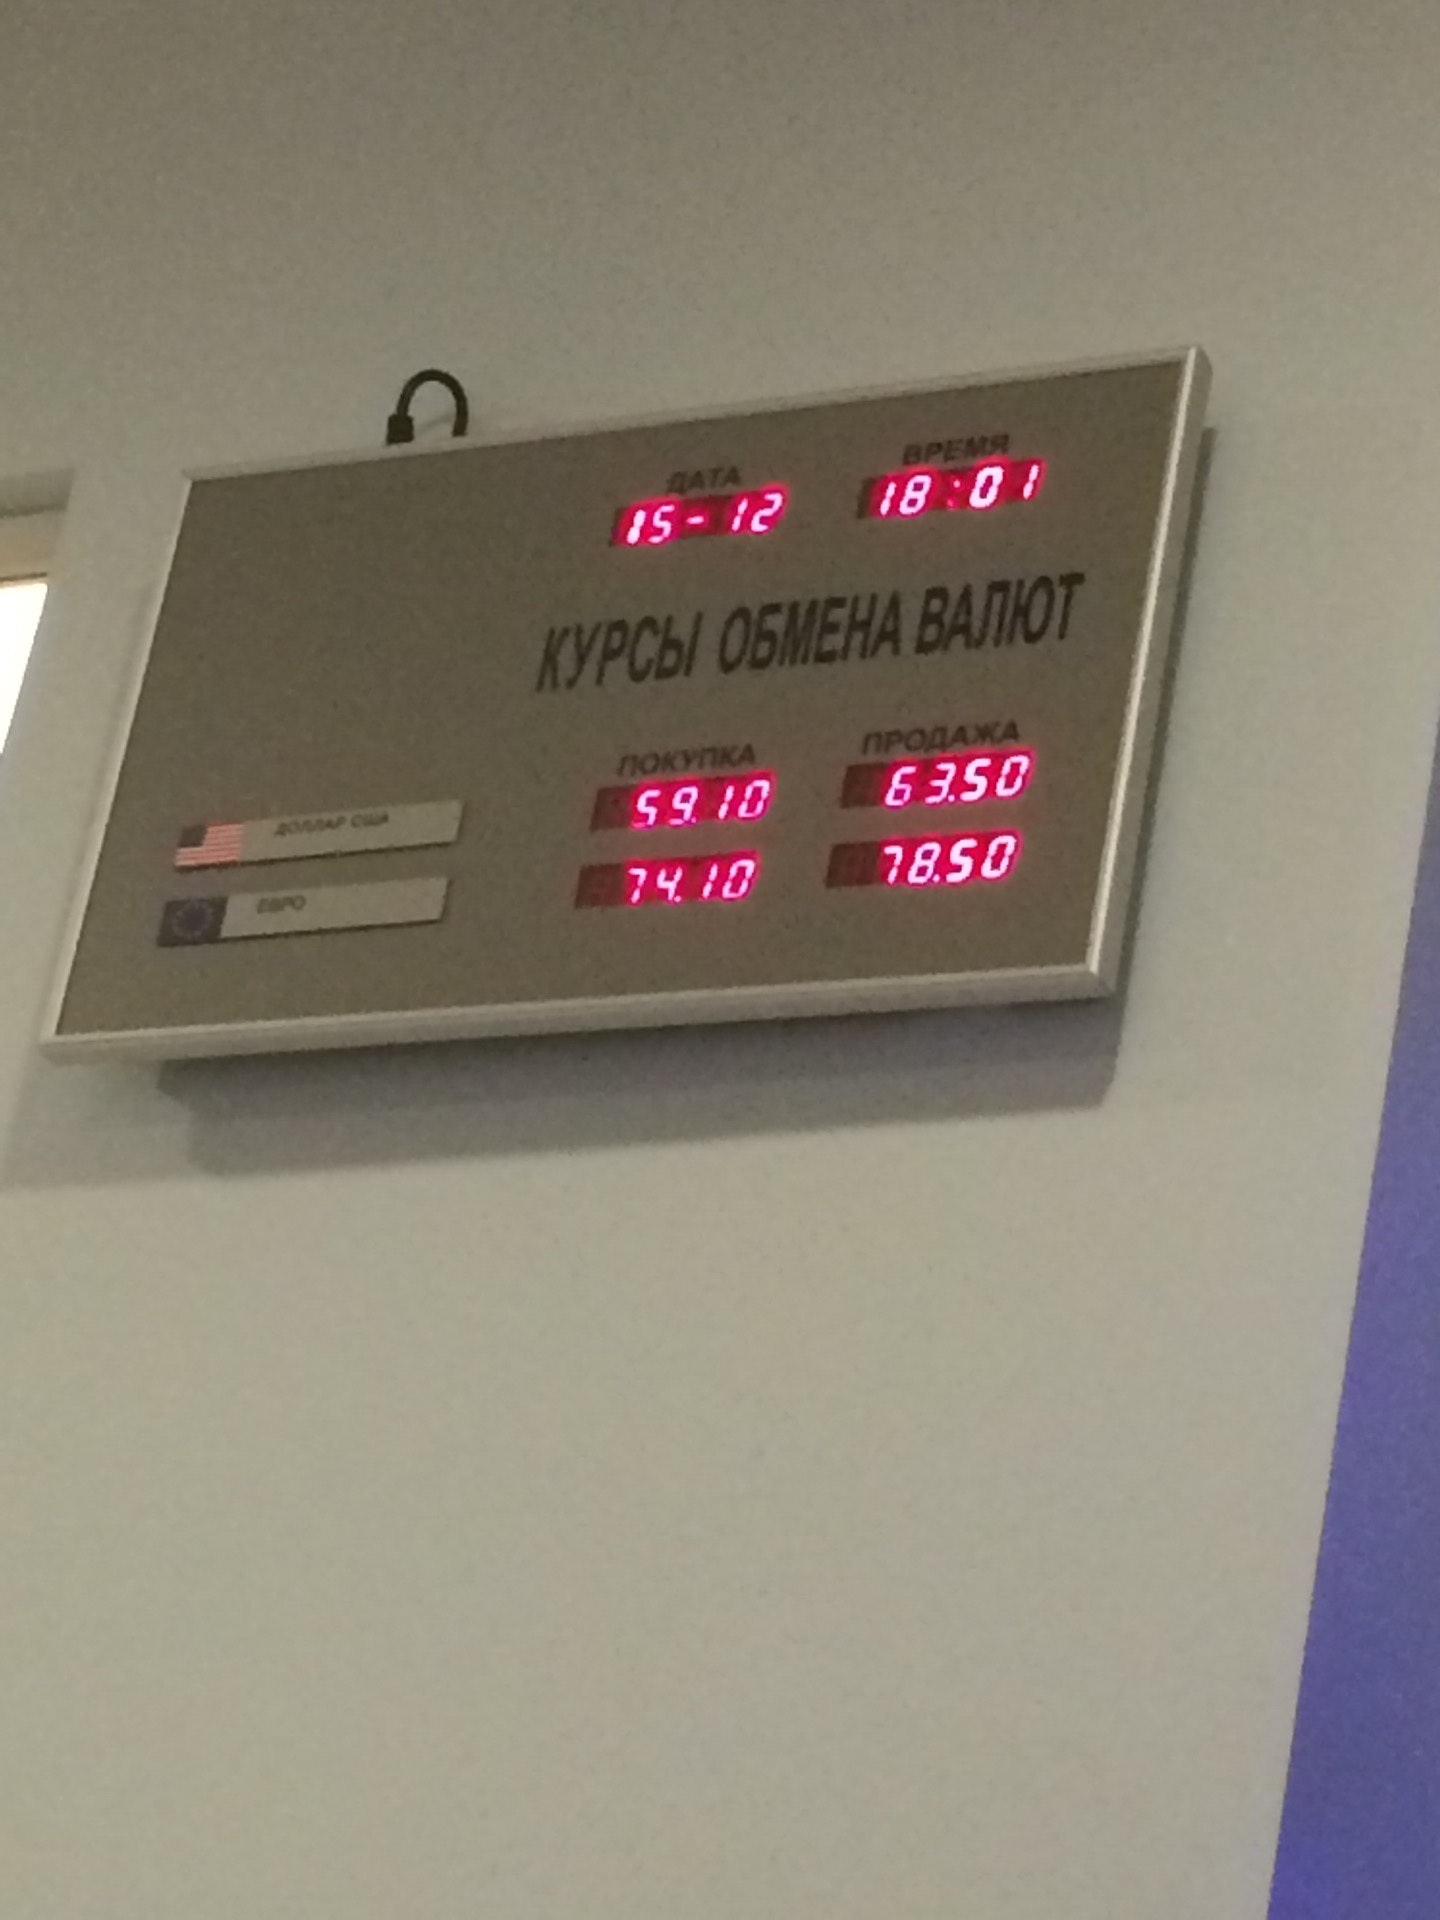 ДАТА ВРЕМЯ
15-12 18:01
КУРСЫ ОБМЕНА ВАЛЮТ
ПОКУПКА ПРОДАЖА
ДОЛЛАР США 59.10 63.50
ЕВРО 74.10 78.50